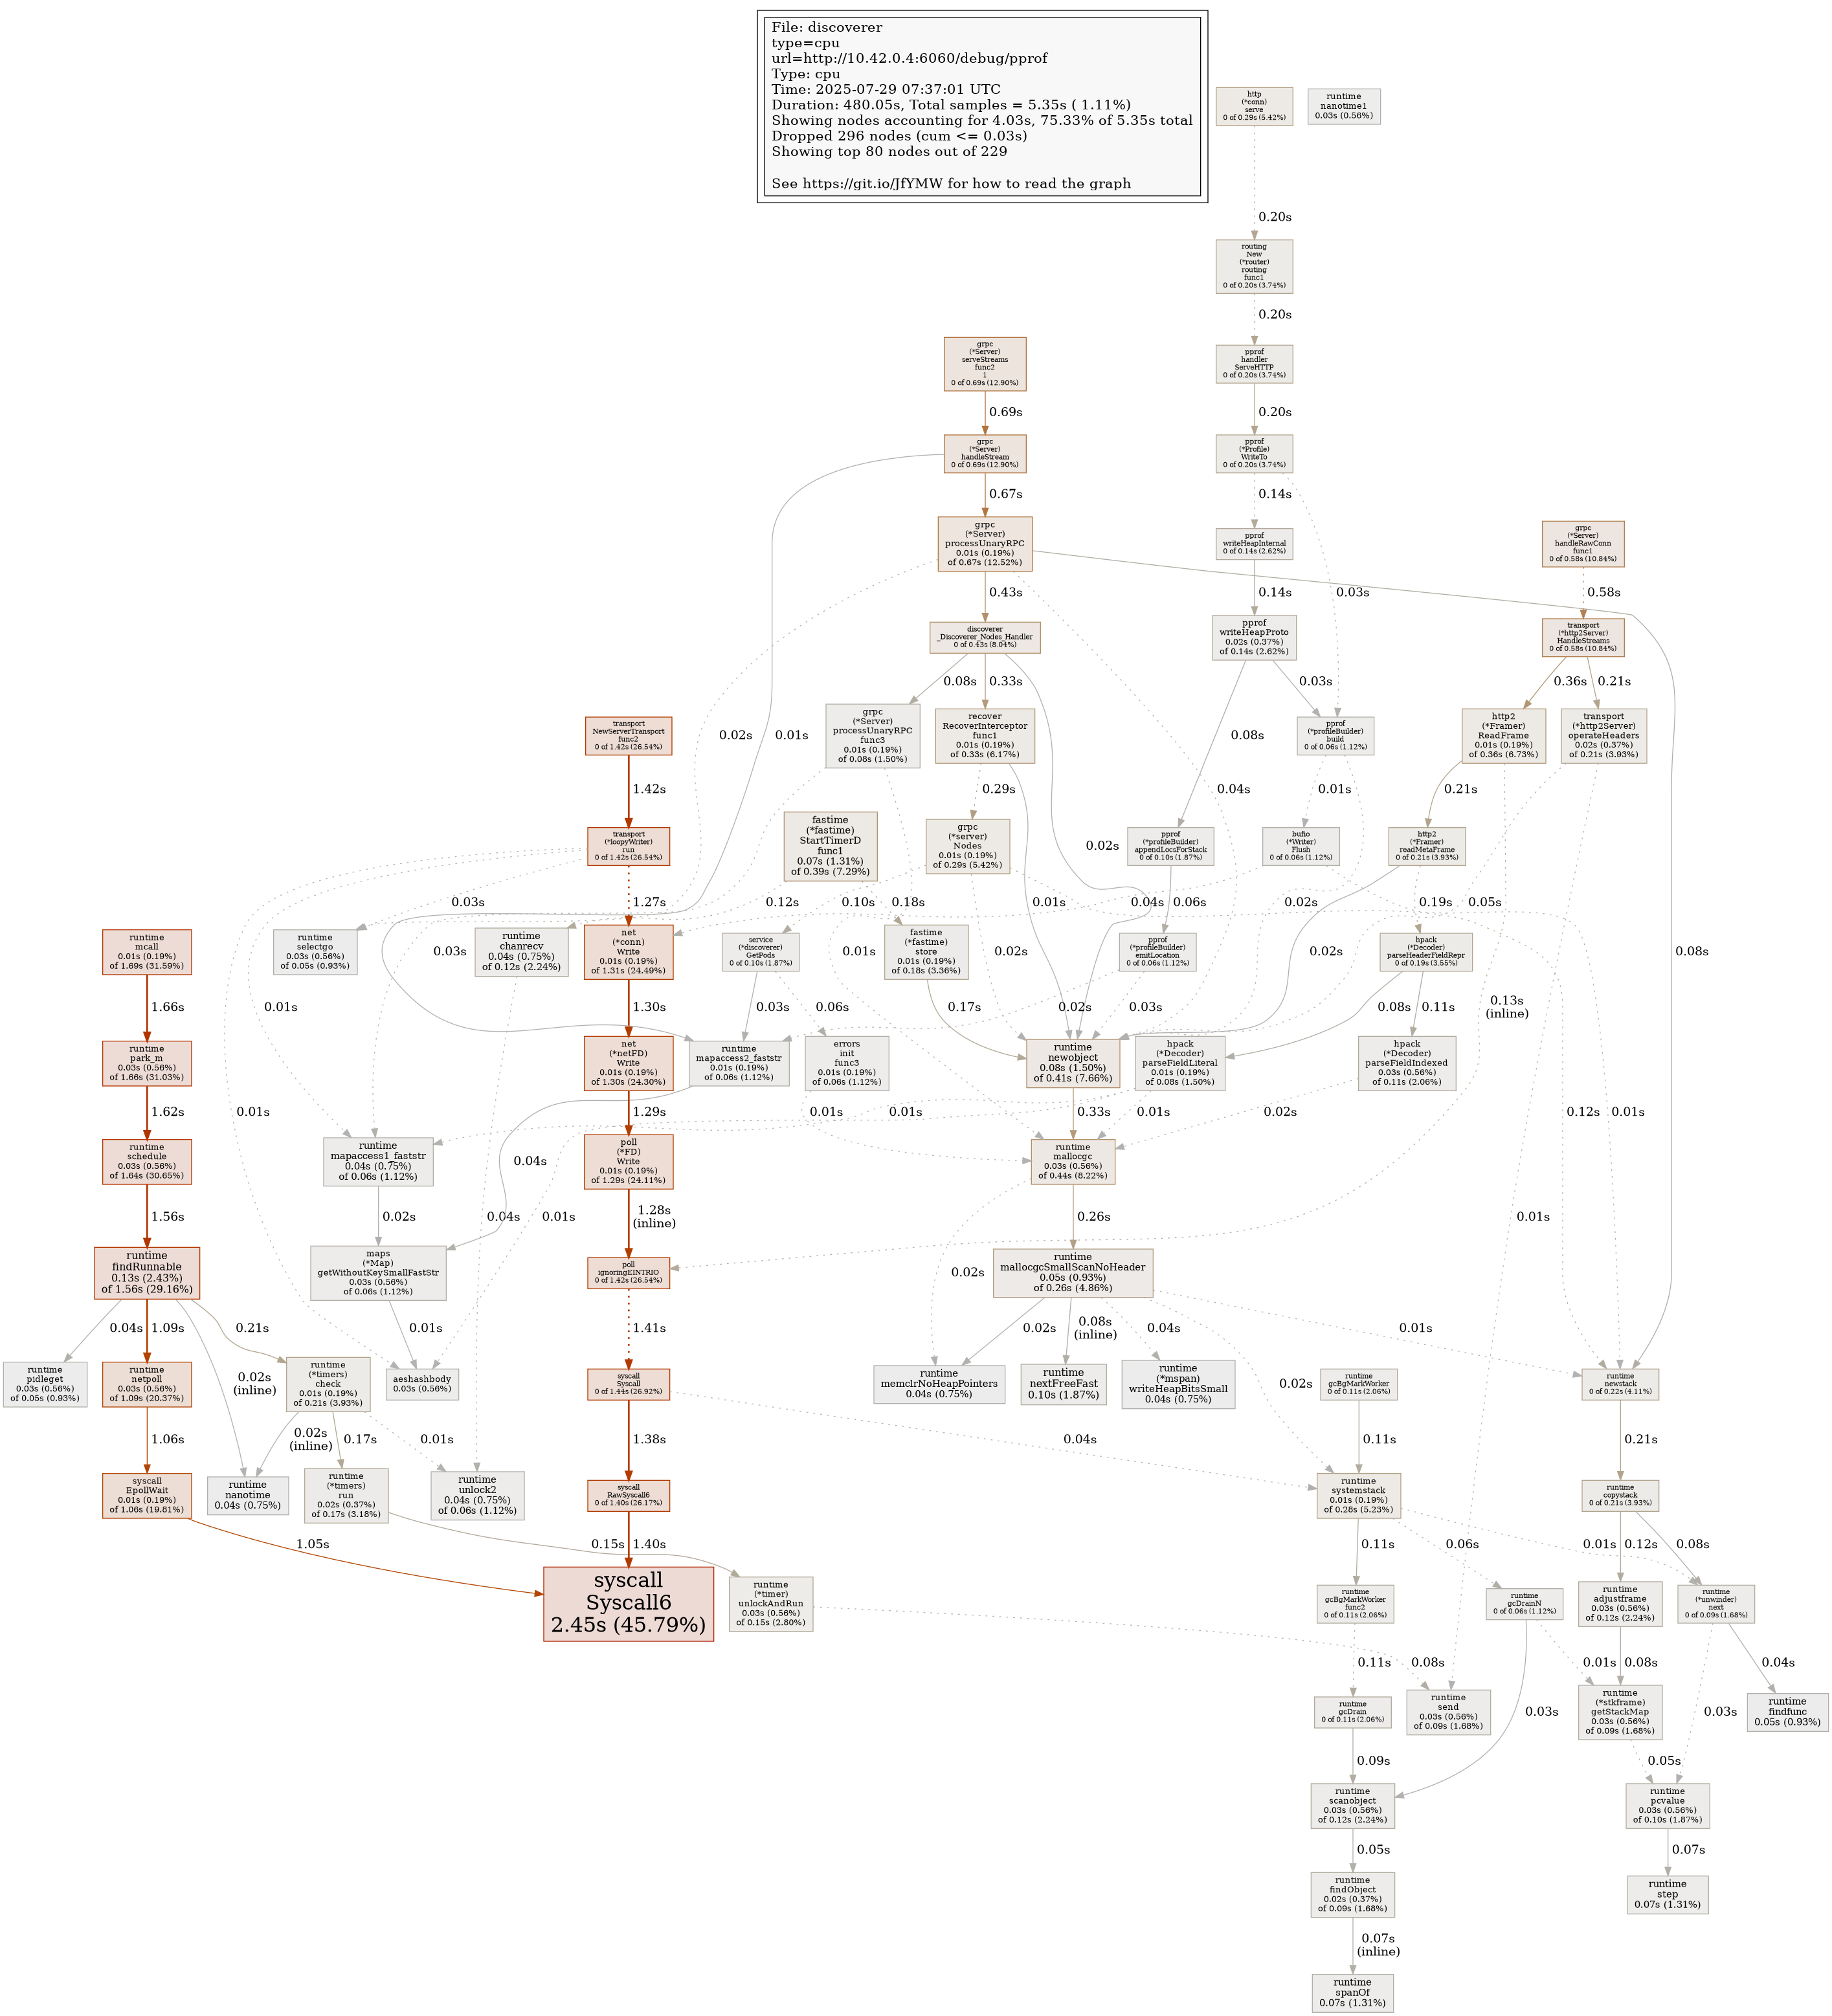 File: discoverer
type=cpu
url=http://10.42.0.4:6060/debug/pprof
Type: cpu
Time: 2025-07-29 07:37:01 UTC
Duration: 480.05s, Total samples = 5.35s ( 1.11%)
Showing nodes accounting for 4.03s, 75.33% of 5.35s total
Dropped 296 nodes (cum <= 0.03s)
Showing top 80 nodes out of 229
See https://git.io/JfYMW for how to read the graph
http
(*conn)
serve
0 of 0.29s (5.42%)
runtime
nanotime1
0.03s (0.56%)
0.20s
routing
New
(*router)
routing
func1
0 of 0.20s (3.74%)
0.20s
grpc
(*Server)
serveStreams
func2
1
0 of 0.69s (12.90%)
pprof
handler
ServeHTTP
0 of 0.20s (3.74%)
0.69s
0.20s
grpc
(*Server)
handleStream
0 of 0.69s (12.90%)
pprof
(*Profile)
WriteTo
0 of 0.20s (3.74%)
0.67s
0.14s
grpc
(*Server)
processUnaryRPC
0.01s (0.19%)
of 0.67s (12.52%)
pprof
writeHeapInternal
0 of 0.14s (2.62%)
grpc
(*Server)
handleRawConn
func1
0 of 0.58s (10.84%)
0.43s
0.14s
0.03s
0.58s
discoverer
_Discoverer_Nodes_Handler
0 of 0.43s (8.04%)
pprof
writeHeapProto
0.02s (0.37%)
of 0.14s (2.62%)
transport
(*http2Server)
HandleStreams
0 of 0.58s (10.84%)
0.08s
0.33s
0.03s
0.36s
0.21s
transport
NewServerTransport
func2
0 of 1.42s (26.54%)
0.02s
0.01s
grpc
(*Server)
processUnaryRPC
func3
0.01s (0.19%)
of 0.08s (1.50%)
recover
RecoverInterceptor
func1
0.01s (0.19%)
of 0.33s (6.17%)
0.08s
pprof
(*profileBuilder)
build
0 of 0.06s (1.12%)
http2
(*Framer)
ReadFrame
0.01s (0.19%)
of 0.36s (6.73%)
transport
(*http2Server)
operateHeaders
0.02s (0.37%)
of 0.21s (3.93%)
1.42s
0.29s
0.04s
0.01s
0.21s
transport
(*loopyWriter)
run
0 of 1.42s (26.54%)
fastime
(*fastime)
StartTimerD
func1
0.07s (1.31%)
of 0.39s (7.29%)
grpc
(*server)
Nodes
0.01s (0.19%)
of 0.29s (5.42%)
0.02s
pprof
(*profileBuilder)
appendLocsForStack
0 of 0.10s (1.87%)
bufio
(*Writer)
Flush
0 of 0.06s (1.12%)
http2
(*Framer)
readMetaFrame
0 of 0.21s (3.93%)
0.03s
1.27s
0.12s
0.18s
0.10s
0.01s
0.04s
0.06s
0.02s
0.05s
0.19s
runtime
mcall
0.01s (0.19%)
of 1.69s (31.59%)
runtime
selectgo
0.03s (0.56%)
of 0.05s (0.93%)
0.03s
runtime
chanrecv
0.04s (0.75%)
of 0.12s (2.24%)
net
(*conn)
Write
0.01s (0.19%)
of 1.31s (24.49%)
service
(*discoverer)
GetPods
0 of 0.10s (1.87%)
0.01s
fastime
(*fastime)
store
0.01s (0.19%)
of 0.18s (3.36%)
0.02s
pprof
(*profileBuilder)
emitLocation
0 of 0.06s (1.12%)
0.02s
hpack
(*Decoder)
parseHeaderFieldRepr
0 of 0.19s (3.55%)
0.08s
1.66s
0.01s
1.30s
0.03s
0.06s
0.17s
0.02s
0.03s
0.08s
0.11s
0.13s
(inline)
runtime
park_m
0.03s (0.56%)
of 1.66s (31.03%)
net
(*netFD)
Write
0.01s (0.19%)
of 1.30s (24.30%)
runtime
mapaccess2_faststr
0.01s (0.19%)
of 0.06s (1.12%)
errors
init
func3
0.01s (0.19%)
of 0.06s (1.12%)
runtime
newobject
0.08s (1.50%)
of 0.41s (7.66%)
hpack
(*Decoder)
parseFieldLiteral
0.01s (0.19%)
of 0.08s (1.50%)
hpack
(*Decoder)
parseFieldIndexed
0.03s (0.56%)
of 0.11s (2.06%)
1.62s
0.01s
1.29s
0.01s
0.01s
0.33s
0.01s
0.02s
0.12s
0.01s
runtime
schedule
0.03s (0.56%)
of 1.64s (30.65%)
runtime
mapaccess1_faststr
0.04s (0.75%)
of 0.06s (1.12%)
0.04s
poll
(*FD)
Write
0.01s (0.19%)
of 1.29s (24.11%)
runtime
mallocgc
0.03s (0.56%)
of 0.44s (8.22%)
1.56s
0.02s
0.04s
0.01s
1.28s
(inline)
0.26s
0.01s
runtime
findRunnable
0.13s (2.43%)
of 1.56s (29.16%)
maps
(*Map)
getWithoutKeySmallFastStr
0.03s (0.56%)
of 0.06s (1.12%)
poll
ignoringEINTRIO
0 of 1.42s (26.54%)
0.02s
runtime
mallocgcSmallScanNoHeader
0.05s (0.93%)
of 0.26s (4.86%)
0.04s
1.09s
0.21s
0.01s
1.41s
0.02s
0.08s
(inline)
0.04s
0.01s
runtime
pidleget
0.03s (0.56%)
of 0.05s (0.93%)
runtime
netpoll
0.03s (0.56%)
of 1.09s (20.37%)
0.02s
(inline)
runtime
(*timers)
check
0.01s (0.19%)
of 0.21s (3.93%)
aeshashbody
0.03s (0.56%)
syscall
Syscall
0 of 1.44s (26.92%)
runtime
memclrNoHeapPointers
0.04s (0.75%)
runtime
nextFreeFast
0.10s (1.87%)
runtime
(*mspan)
writeHeapBitsSmall
0.04s (0.75%)
0.02s
runtime
gcBgMarkWorker
0 of 0.11s (2.06%)
runtime
newstack
0 of 0.22s (4.11%)
1.06s
0.02s
(inline)
0.17s
0.01s
1.38s
0.04s
0.11s
0.21s
syscall
EpollWait
0.01s (0.19%)
of 1.06s (19.81%)
runtime
nanotime
0.04s (0.75%)
runtime
(*timers)
run
0.02s (0.37%)
of 0.17s (3.18%)
runtime
unlock2
0.04s (0.75%)
of 0.06s (1.12%)
syscall
RawSyscall6
0 of 1.40s (26.17%)
runtime
systemstack
0.01s (0.19%)
of 0.28s (5.23%)
runtime
copystack
0 of 0.21s (3.93%)
1.05s
0.15s
1.40s
0.11s
0.06s
0.01s
0.12s
0.08s
syscall
Syscall6
2.45s (45.79%)
runtime
(*timer)
unlockAndRun
0.03s (0.56%)
of 0.15s (2.80%)
runtime
gcBgMarkWorker
func2
0 of 0.11s (2.06%)
runtime
gcDrainN
0 of 0.06s (1.12%)
runtime
adjustframe
0.03s (0.56%)
of 0.12s (2.24%)
runtime
(*unwinder)
next
0 of 0.09s (1.68%)
0.11s
0.08s
0.01s
0.08s
0.04s
runtime
gcDrain
0 of 0.11s (2.06%)
runtime
send
0.03s (0.56%)
of 0.09s (1.68%)
0.03s
runtime
(*stkframe)
getStackMap
0.03s (0.56%)
of 0.09s (1.68%)
0.03s
runtime
findfunc
0.05s (0.93%)
0.09s
0.05s
runtime
scanobject
0.03s (0.56%)
of 0.12s (2.24%)
runtime
pcvalue
0.03s (0.56%)
of 0.10s (1.87%)
0.05s
0.07s
runtime
findObject
0.02s (0.37%)
of 0.09s (1.68%)
runtime
step
0.07s (1.31%)
0.07s
(inline)
runtime
spanOf
0.07s (1.31%)